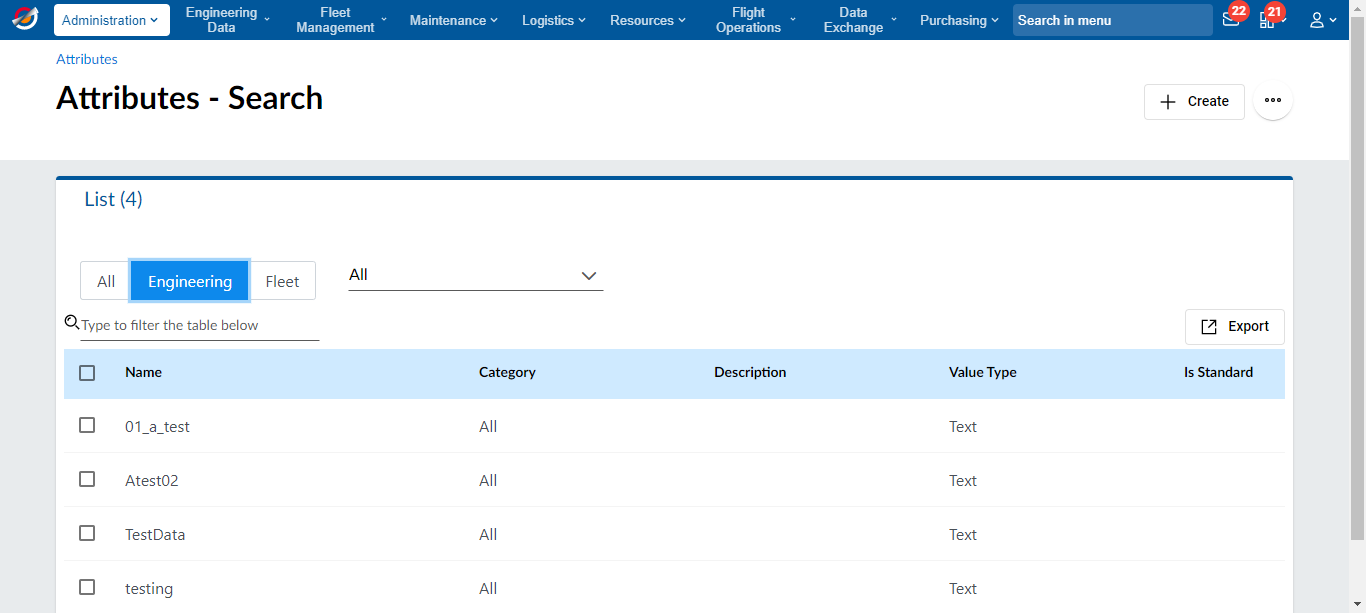 Administration
Engineering Data
Fleet Management
Maintenance
Logistics
Resources
Flight Operations
Data Exchange
Purchasing
Search in menu
22
21
Attributes
Attributes - Search
Create
List (4)
All
Engineering
Fleet
All
Type to filter the table below
Export
Name Category Description Value Type Is Standard
01_a_test All Text
Atest02 All Text
TestData All Text
testing All Text